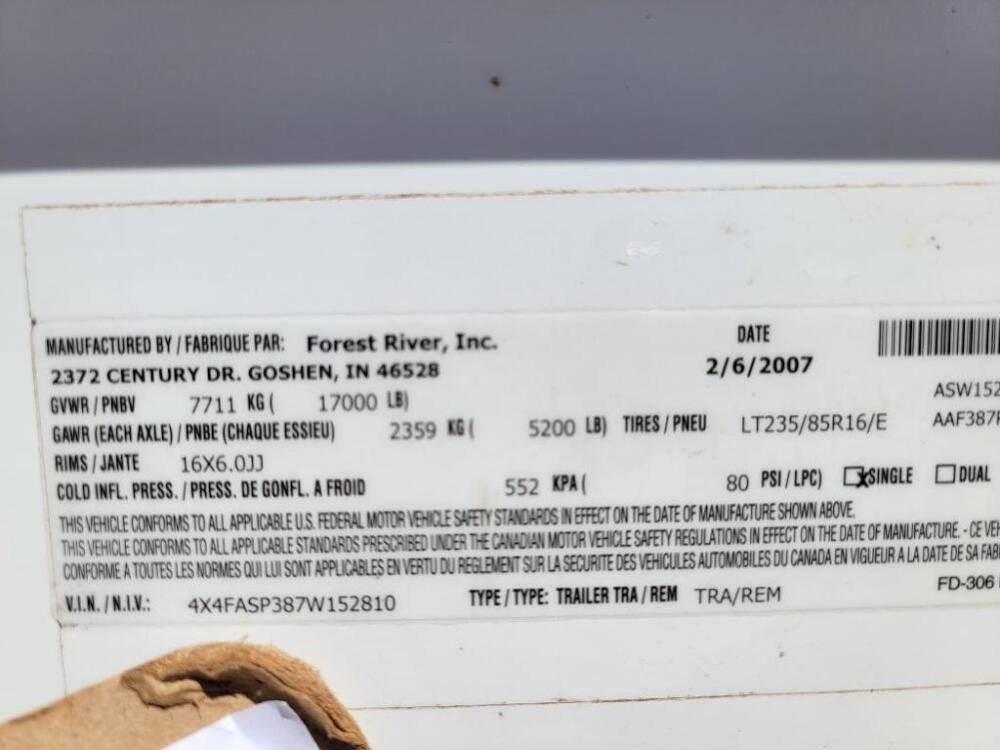 MANUFACTURED BY / FABRIQUE PAR: Forest River, Inc. DATE
2372 CENTURY DR. GOSHEN, IN 46528 2/6/2007
GVWR / PNBV 7711 KG ( 17000 LB) ASW152
GAWR (EACH AXLE) / PNBE (CHAQUE ESSIEU) 2359 KG ( 5200 LB) TIRES / PNEU LT235/85R16/E AAF387
RIMS / JANTE 16X6.0JJ
COLD INFL. PRESS. / PRESS. DE GONFL. A FROID 552 KPA ( 80 PSI / LPC) SINGLE DUAL
THIS VEHICLE CONFORMS TO ALL APPLICABLE U.S. FEDERAL MOTOR VEHICLE SAFETY STANDARDS IN EFFECT ON THE DATE OF MANUFACTURE SHOWN ABOVE.
THIS VEHICLE CONFORMS TO ALL APPLICABLE STANDARDS PRESCRIBED UNDER THE CANADIAN MOTOR VEHICLE SAFETY REGULATIONS IN EFFECT ON THE DATE OF MANUFACTURE. - CE VEH
CONFORME A TOUTES LES NORMES QUI LUI SONT APPLICABLES EN VERTU DU REGLEMENT SUR LA SECURITE DES VEHICULES AUTOMOBILES DU CANADA EN VIGUEUR A LA DATE DE SA FAB
V.I.N. / N.I.V.: 4X4FASP387W152810 TYPE / TYPE: TRAILER TRA / REM TRA/REM FD-306